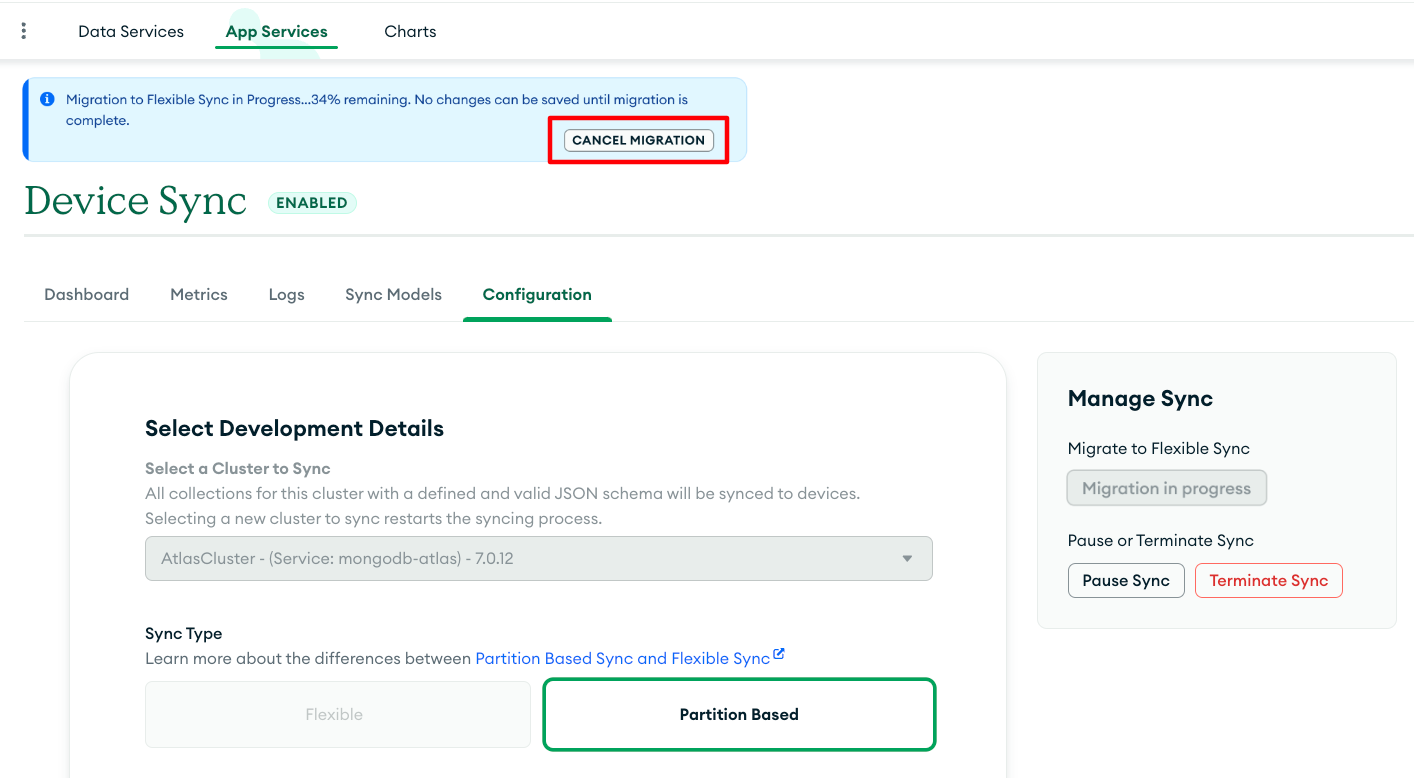 Data Services
App Services
Charts
Migration to Flexible Sync in Progress...34% remaining. No changes can be saved until migration is
complete.
CANCEL MIGRATION
Device Sync
ENABLED
Dashboard
Metrics
Logs
Sync Models
Configuration
Select Development Details
Select a Cluster to Sync
All collections for this cluster with a defined and valid JSON schema will be synced to devices.
Selecting a new cluster to sync restarts the syncing process.
AtlasCluster - (Service: mongodb-atlas) - 7.0.12
Sync Type
Learn more about the differences between Partition Based Sync and Flexible Sync
Flexible
Partition Based
Manage Sync
Migrate to Flexible Sync
Migration in progress
Pause or Terminate Sync
Pause Sync
Terminate Sync